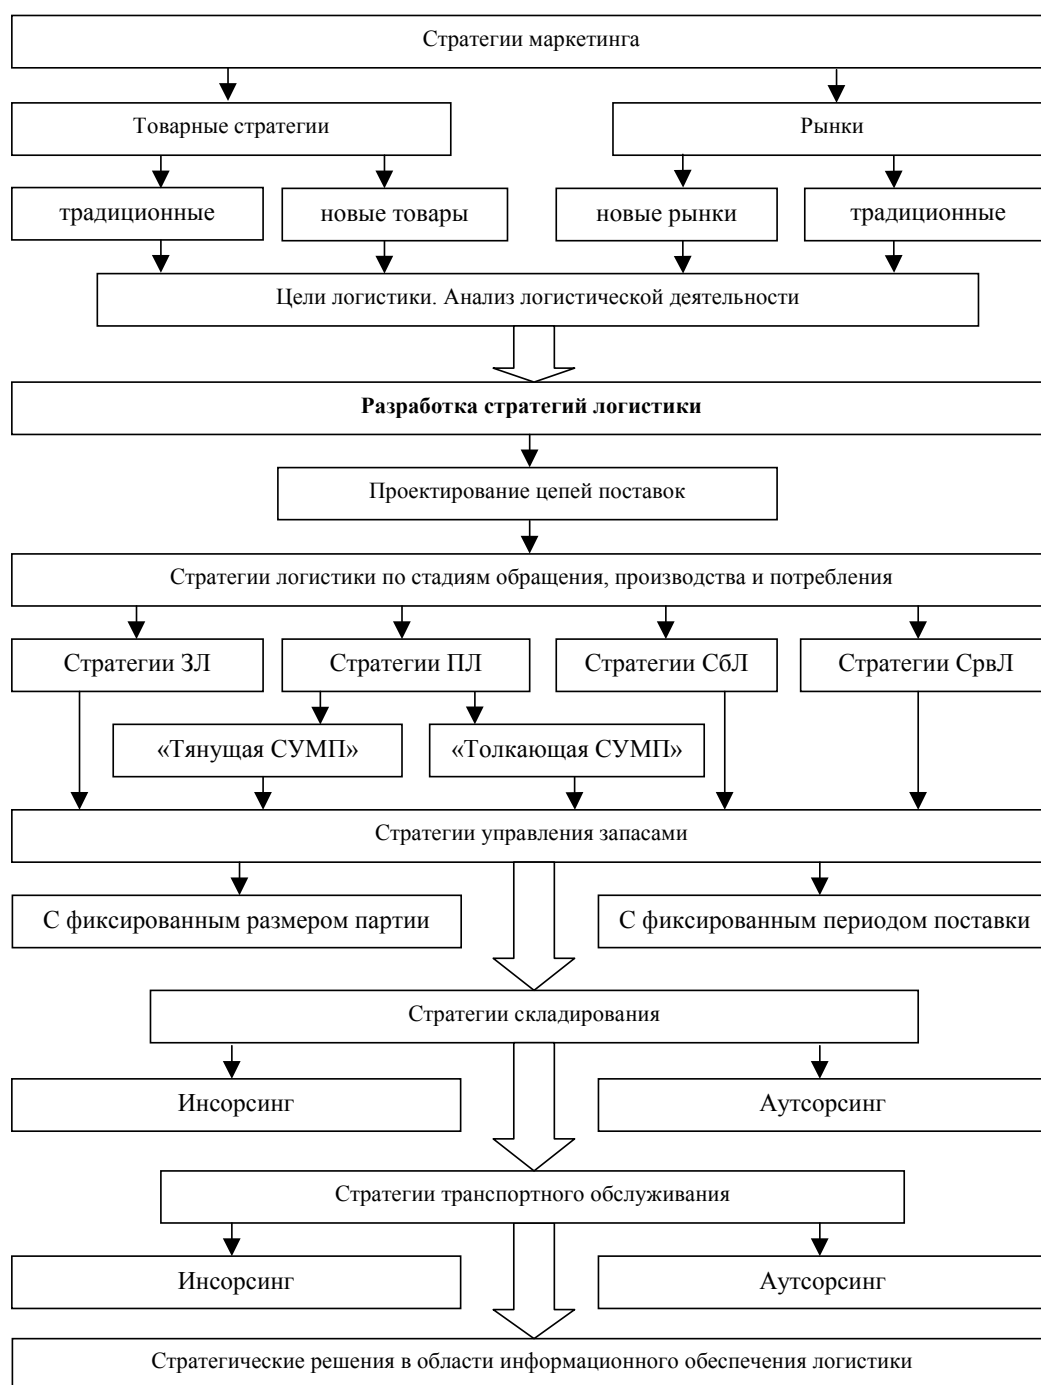 Стратегии маркетинга
Товарные стратегии
Рынки
традиционные
новые товары
новые рынки
традиционные
Цели логистики. Анализ логистической деятельности
Разработка стратегий логистики
Проектирование цепей поставок
Стратегии логистики по стадиям обращения, производства и потребления
Стратегии ЗЛ
Стратегии ПЛ
Стратегии СбЛ
Стратегии СрвЛ
«Тянущая СУМП»
«Толкающая СУМП»
Стратегии управления запасами
С фиксированным размером партии
С фиксированным периодом поставки
Стратегии складирования
Инсорсинг
Аутсорсинг
Стратегии транспортного обслуживания
Инсорсинг
Аутсорсинг
Стратегические решения в области информационного обеспечения логистики